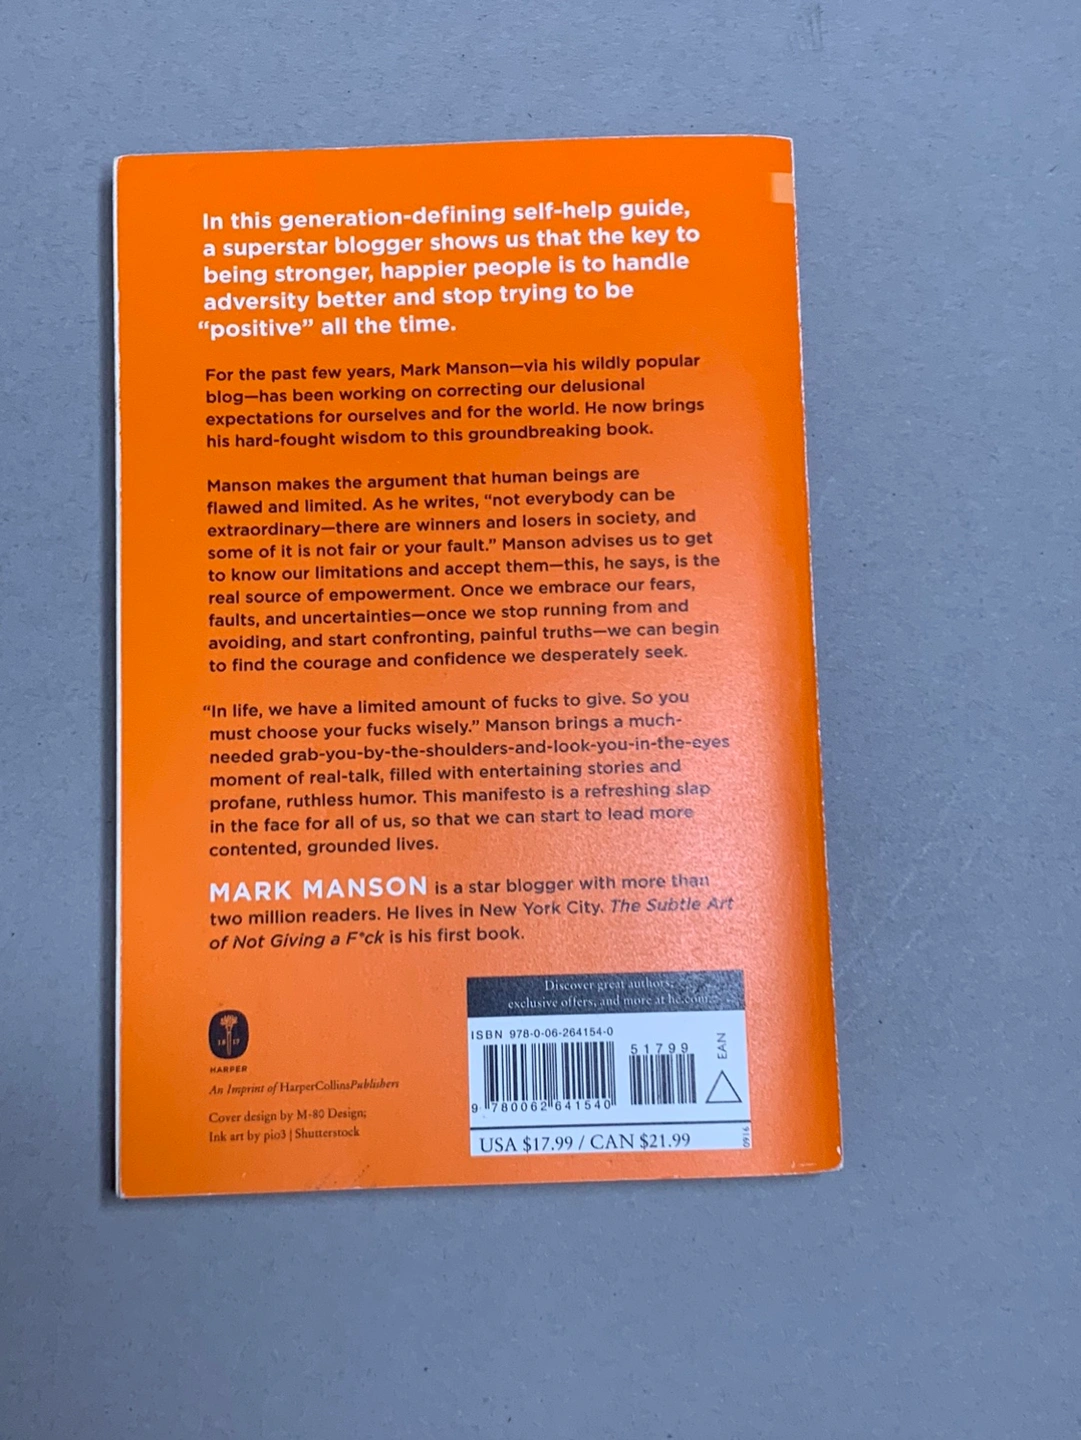 In this generation-defining self-help guide,
a superstar blogger shows us that the key to
being stronger, happier people is to handle
adversity better and stop trying to be
“positive” all the time.
For the past few years, Mark Manson—via his wildly popular
blog—has been working on correcting our delusional
expectations for ourselves and for the world. He now brings
his hard-fought wisdom to this groundbreaking book.
Manson makes the argument that human beings are
flawed and limited. As he writes, “not everybody can be
extraordinary—there are winners and losers in society, and
some of it is not fair or your fault.” Manson advises us to get
to know our limitations and accept them—this, he says, is the
real source of empowerment. Once we embrace our fears,
faults, and uncertainties—once we stop running from and
avoiding, and start confronting, painful truths—we can begin
to find the courage and confidence we desperately seek.
“In life, we have a limited amount of fucks to give. So you
must choose your fucks wisely.” Manson brings a much-
needed grab-you-by-the-shoulders-and-look-you-in-the-eyes
moment of real-talk, filled with entertaining stories and
profane, ruthless humor. This manifesto is a refreshing slap
in the face for all of us, so that we can start to lead more
contented, grounded lives.
MARK MANSON is a star blogger with more than
two million readers. He lives in New York City. The Subtle Art
of Not Giving a F*ck is his first book.
Discover great authors,
exclusive offers, and more at hc.com.
ISBN 978-0-06-264154-0
51799
EAN
9 780062 641540
USA $17.99 / CAN $21.99
0916
1817
HARPER
An Imprint of HarperCollinsPublishers
Cover design by M-80 Design;
Ink art by pio3 | Shutterstock